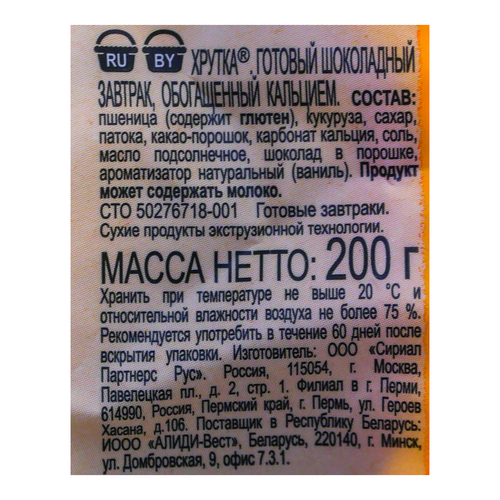 RU BY ХРУТКА®. ГОТОВЫЙ ШОКОЛАДНЫЙ
ЗАВТРАК, ОБОГАЩЕННЫЙ КАЛЬЦИЕМ. СОСТАВ:
пшеница (содержит глютен), кукуруза, сахар,
патока, какао-порошок, карбонат кальция, соль,
масло подсолнечное, шоколад в порошке,
ароматизатор натуральный (ваниль). Продукт
может содержать молоко.
СТО 50276718-001 Готовые завтраки.
Сухие продукты экструзионной технологии.
МАССА НЕТТО: 200 г
Хранить при температуре не выше 20 °С и
относительной влажности воздуха не более 75 %.
Рекомендуется употребить в течение 60 дней после
вскрытия упаковки. Изготовитель: ООО «Сириал
Партнерс Рус». Россия, 115054, г. Москва,
Павелецкая пл., д. 2, стр. 1. Филиал в г. Перми,
614990, Россия, Пермский край, г. Пермь, ул. Героев
Хасана, д.106. Поставщик в Республику Беларусь:
ИООО «АЛИДИ-Вест», Беларусь, 220140, г. Минск,
ул. Домбровская, 9, офис 7.3.1.